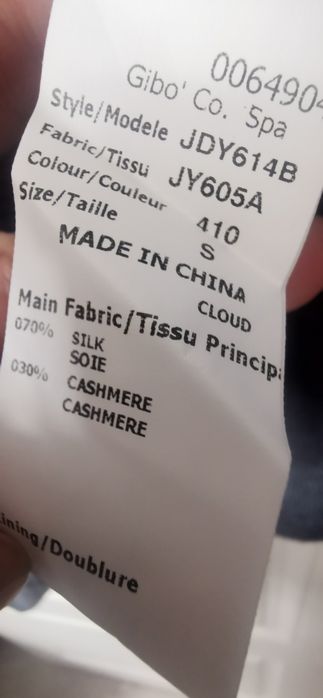 0064904
Gibo' Co. Spa
Style/Modele JDY614B
Fabric/Tissu JY605A
Colour/Couleur 410
Size/Taille S
MADE IN CHINA
CLOUD
Main Fabric/Tissu Princip
070% SILK
SOIE
030% CASHMERE
CASHMERE
ining/Doublure